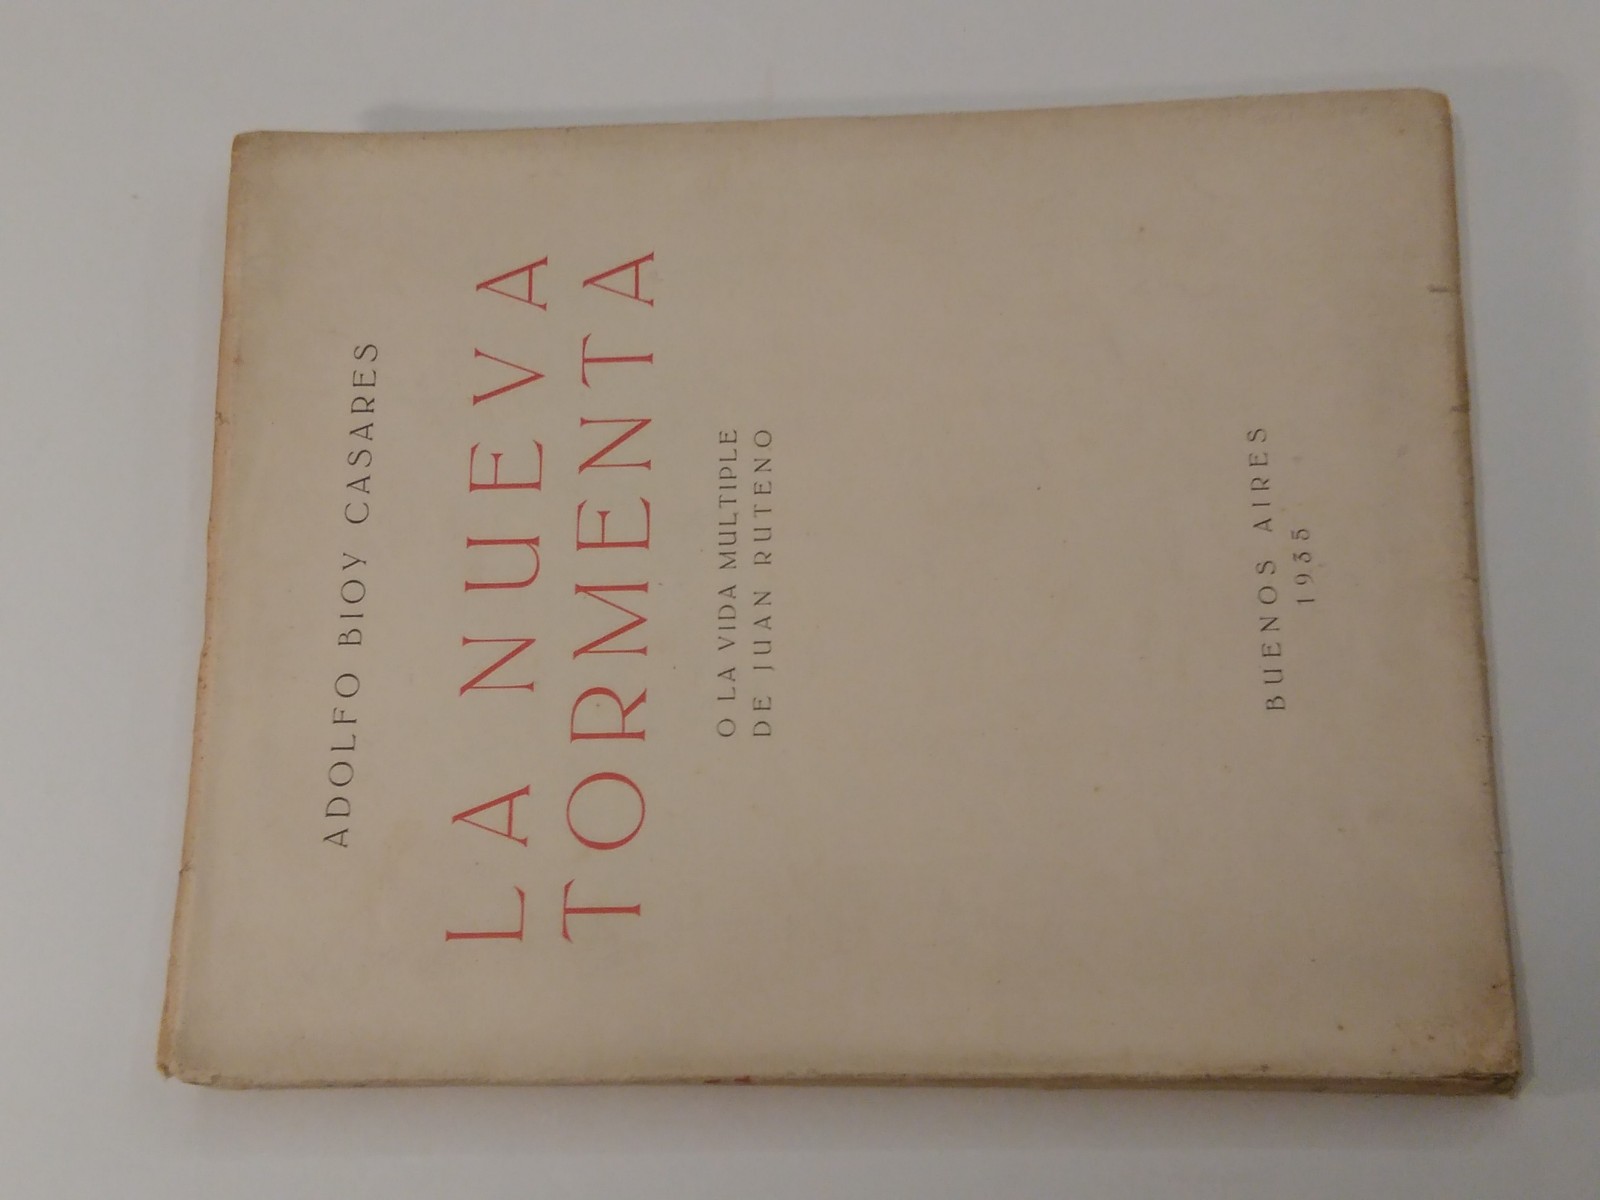 ADOLFO BIOY CASARES
LA NUEVA
TORMENTA
O LA VIDA MULTIPLE
DE JUAN RUTENO
BUENOS AIRES
1935